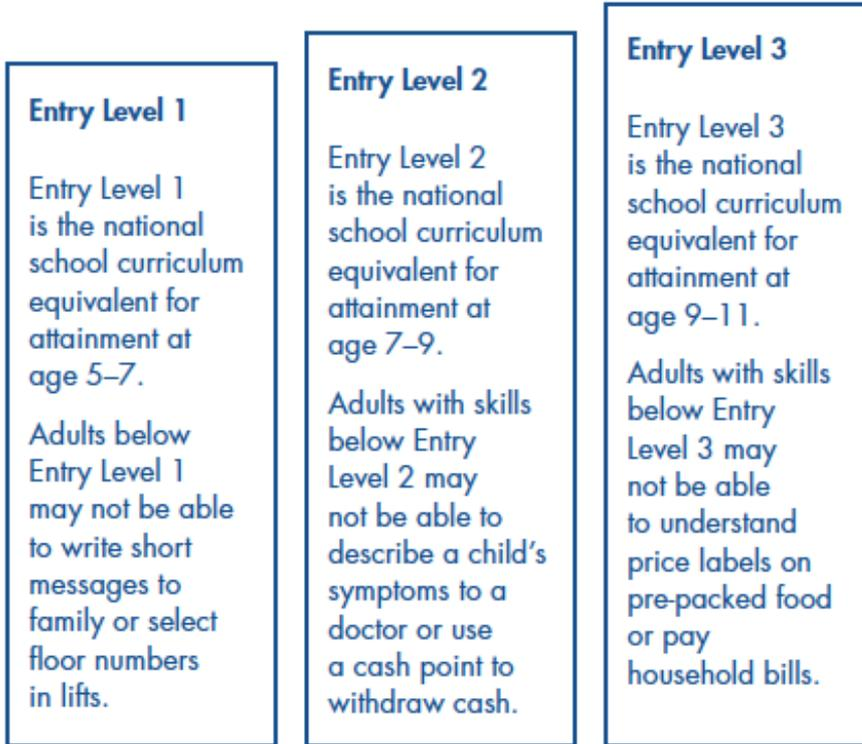 Entry Level 1
Entry Level 1
is the national
school curriculum
equivalent for
attainment at
age 5–7.
Adults below
Entry Level 1
may not be able
to write short
messages to
family or select
floor numbers
in lifts.
Entry Level 2
Entry Level 2
is the national
school curriculum
equivalent for
attainment at
age 7–9.
Adults with skills
below Entry
Level 2 may
not be able to
describe a child's
symptoms to a
doctor or use
a cash point to
withdraw cash.
Entry Level 3
Entry Level 3
is the national
school curriculum
equivalent for
attainment at
age 9–11.
Adults with skills
below Entry
Level 3 may
not be able
to understand
price labels on
pre-packed food
or pay
household bills.